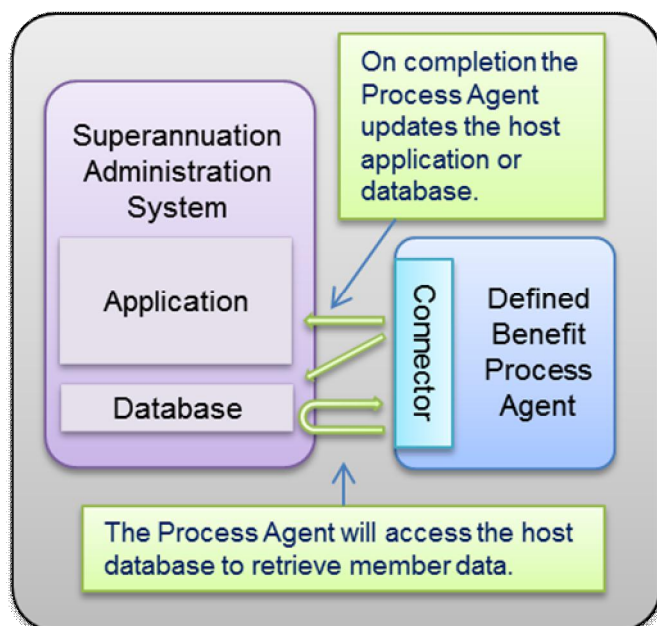 On completion the
Process Agent
updates the host
application or
database.
Superannuation
Administration
System
Application
Database
Connector
Defined
Benefit
Process
Agent
The Process Agent will access the host
database to retrieve member data.